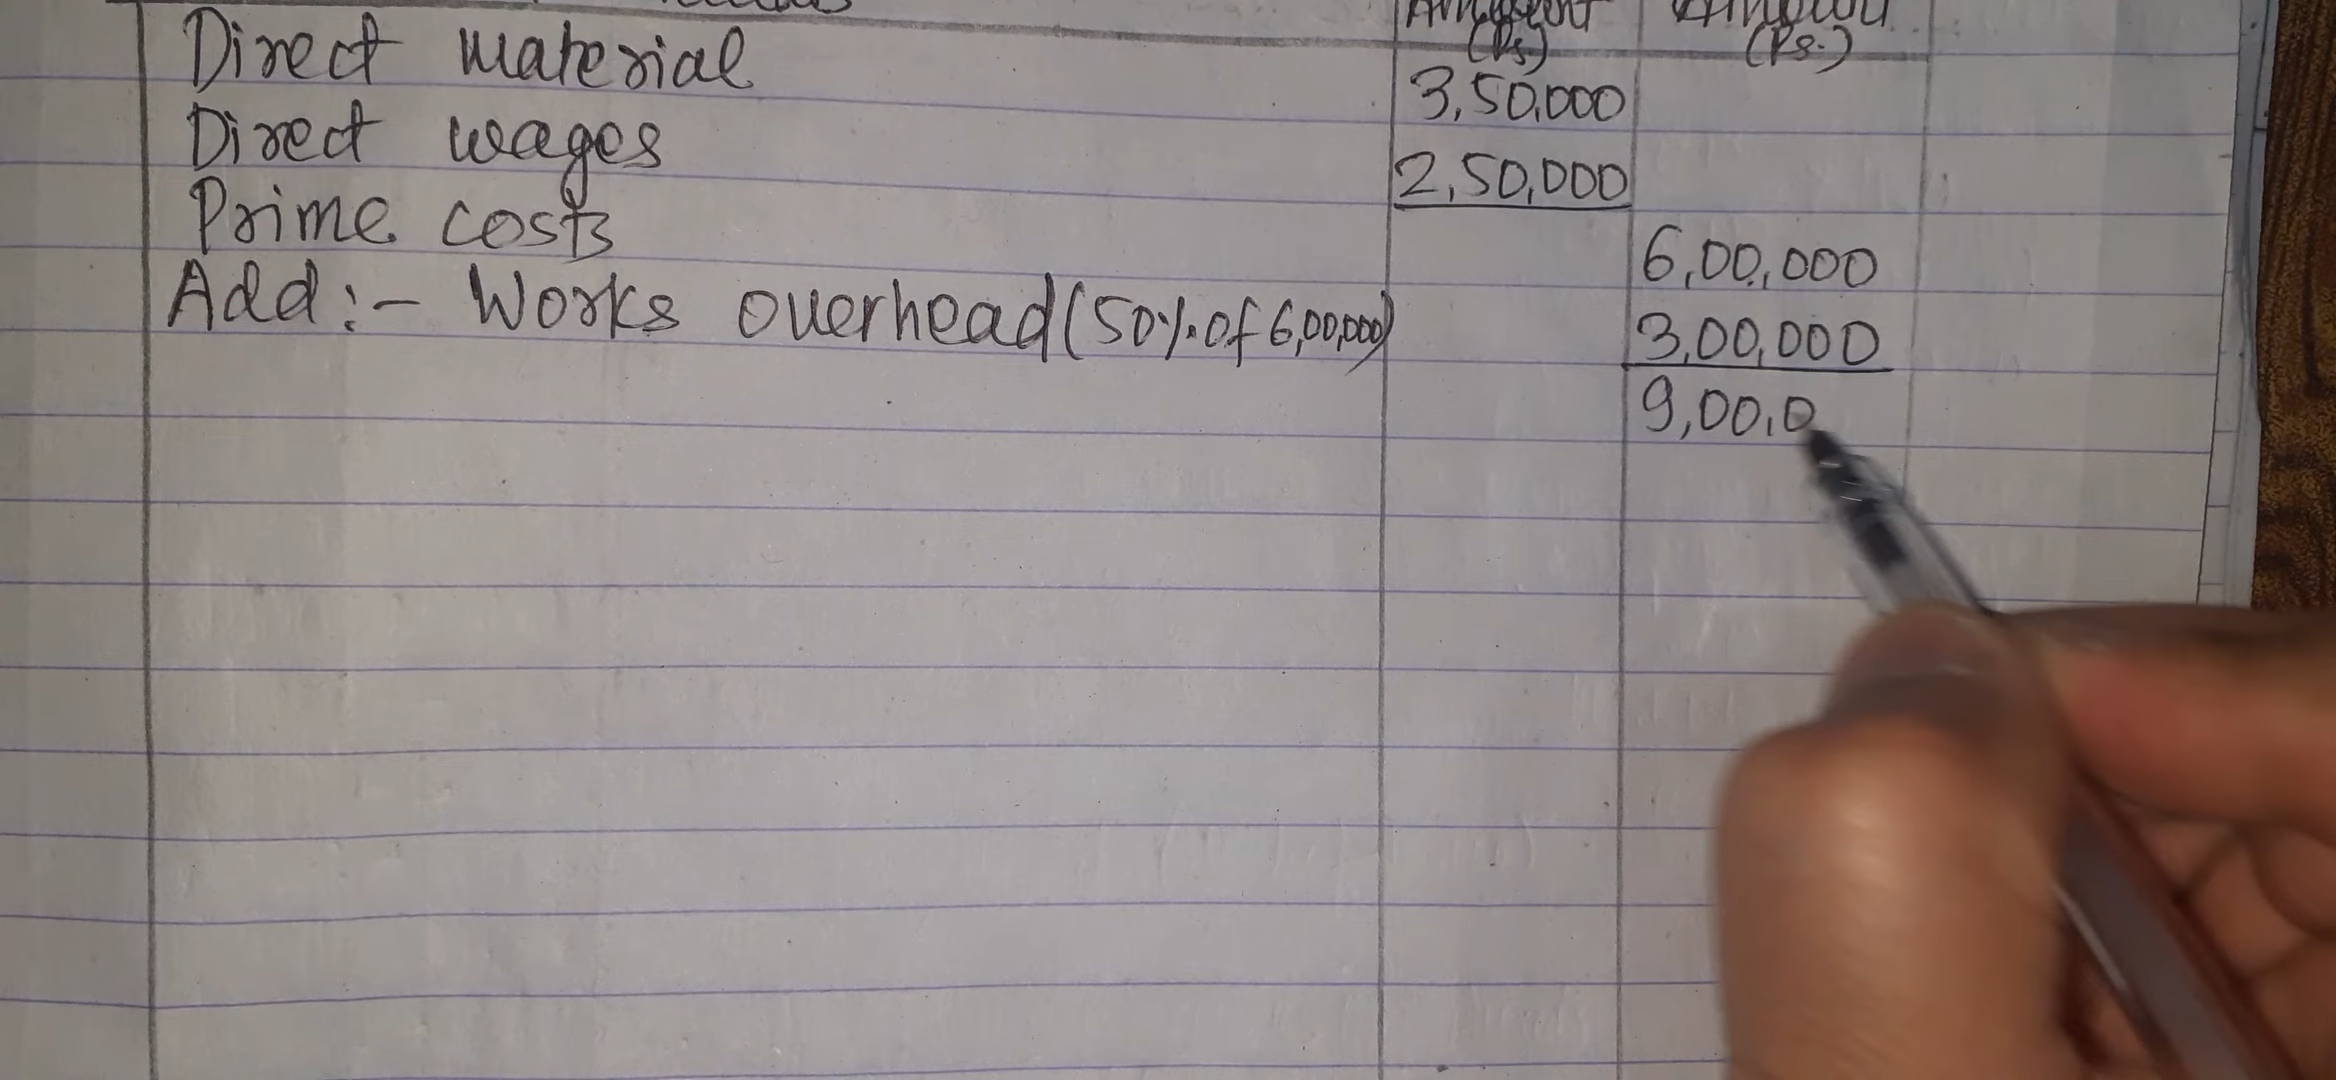 Amount Amount
(Rs) (Rs.)
Direct material 3,50,000
Direct wages 2,50,000
Prime costs 6,00,000
Add:- Works overhead (50% of 6,00,000) 3,00,000
9,00,0